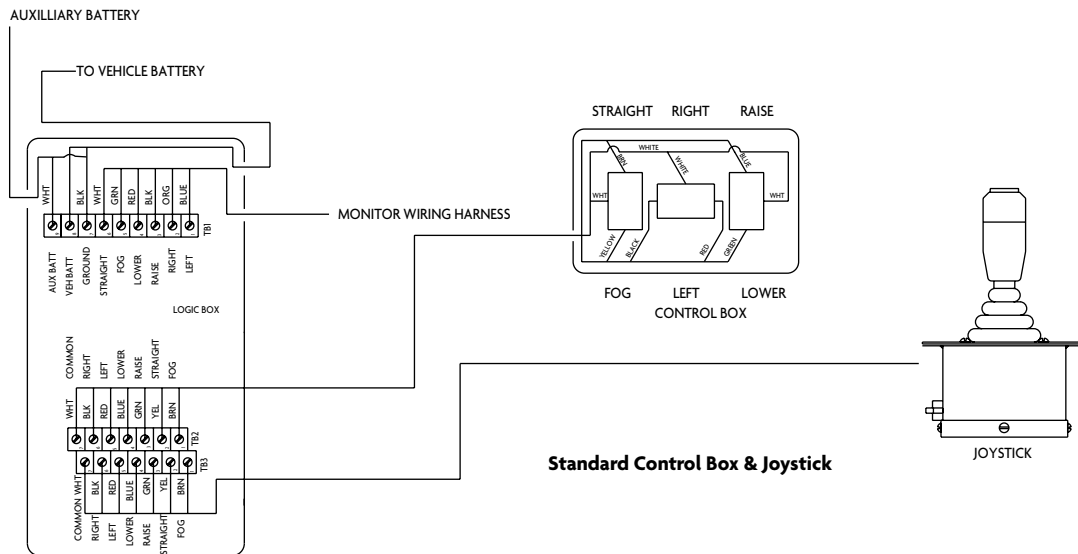 AUXILLIARY BATTERY
TO VEHICLE BATTERY
STRAIGHT RIGHT RAISE
BRN
WHITE
WHITE
BLUE
WHT
WHT
YELLOW
BLACK
RED
GREEN
FOG LEFT LOWER
CONTROL BOX
WHT BLK WHT GRN RED BLK ORG BLUE
MONITOR WIRING HARNESS
TB1
AUX BATT
VEH BATT
GROUND
STRAIGHT
FOG
LOWER
RAISE
RIGHT
LEFT
LOGIC BOX
COMMON
RIGHT
LEFT
LOWER
RAISE
STRAIGHT
FOG
WHT BLK RED BLUE GRN YEL BRN
TB2
TB3
WHT BLK RED BLUE GRN YEL BRN
COMMON
RIGHT
LEFT
LOWER
RAISE
STRAIGHT
FOG
Standard Control Box & Joystick
JOYSTICK